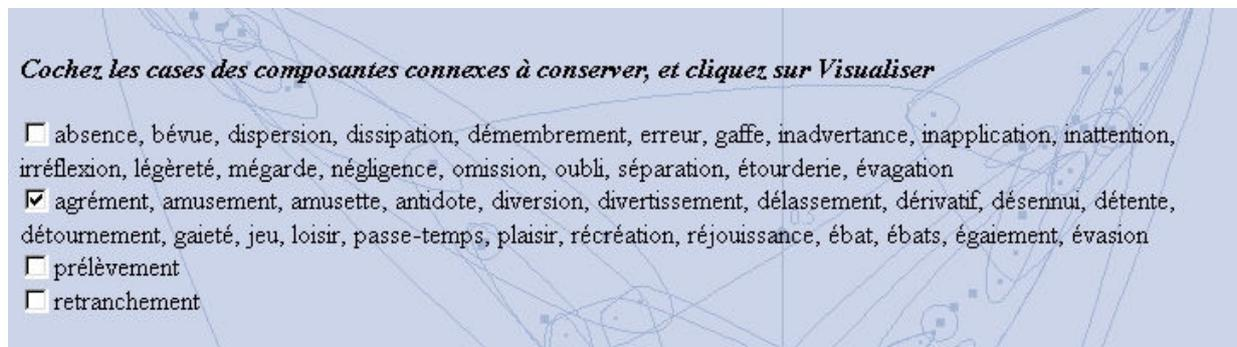 Cochez les cases des composantes connexes à conserver, et cliquez sur Visualiser
absence, bévue, dispersion, dissipation, démembrement, erreur, gaffe, inadvertance, inapplication, inattention,
irréflexion, légèreté, mégarde, négligence, omission, oubli, séparation, étourderie, évagation
agrément, amusement, amusette, antidote, diversion, divertissement, délassement, dérivatif, désennui, détente,
détournement, gaieté, jeu, loisir, passe-temps, plaisir, récréation, réjouissance, ébat, ébats, égaiement, évasion
prélèvement
retranchement